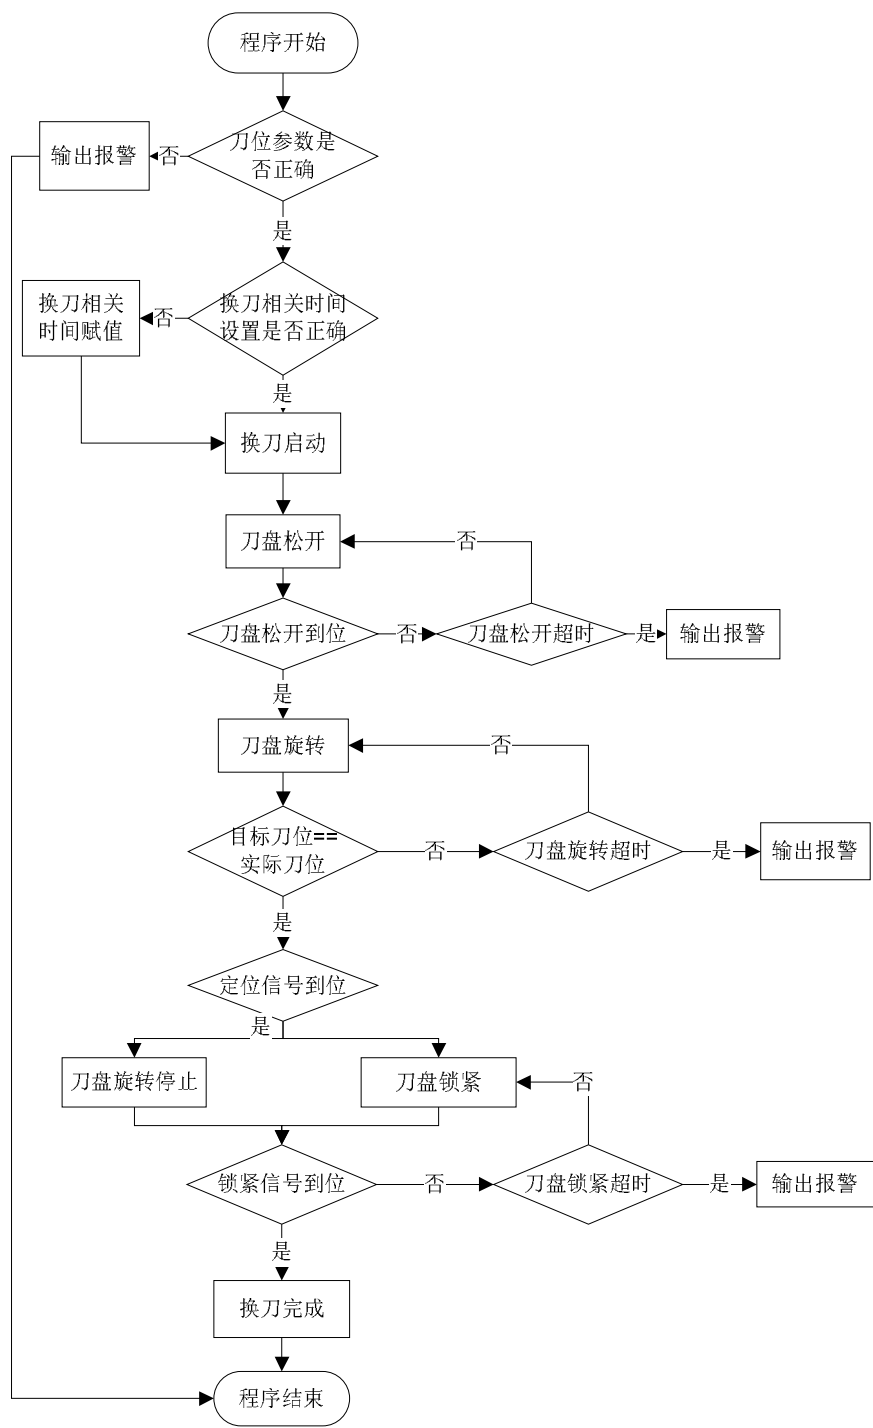 程序开始
刀位参数是
否正确
否
输出报警
是
换刀相关时间
设置是否正确
否
换刀相关
时间赋值
是
换刀启动
刀盘松开
否
刀盘松开到位
否
刀盘松开超时
是
输出报警
是
刀盘旋转
否
目标刀位==
实际刀位
否
刀盘旋转超时
是
输出报警
是
定位信号到位
是
刀盘旋转停止
刀盘锁紧
否
锁紧信号到位
否
刀盘锁紧超时
是
输出报警
是
换刀完成
程序结束